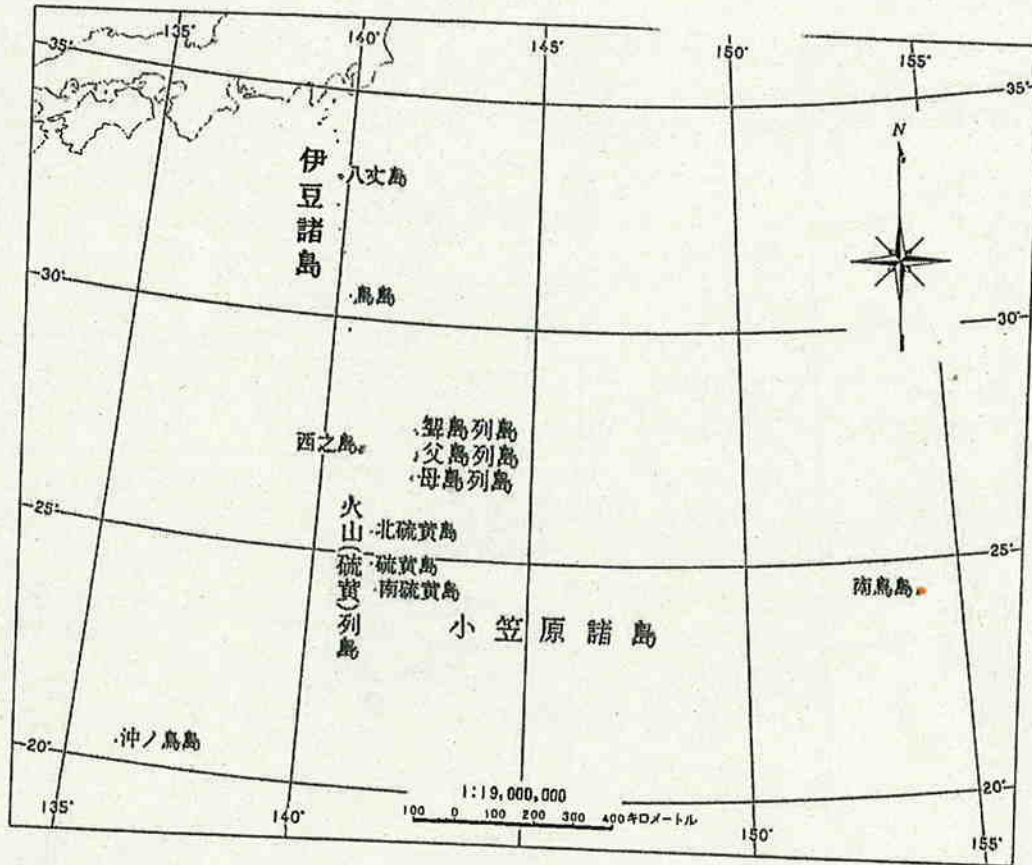 135°
140°
145°
150°
155°
35°
35°
N
伊豆諸島
八丈島
鳥島
30°
30°
聟島列島
西之島
父島列島
母島列島
25°
火山(硫黄)列島
北硫黄島
硫黄島
南硫黄島
25°
南鳥島
小笠原諸島
沖ノ鳥島
20°
20°
1:19,000,000
100 0 100 200 300 400キロメートル
135°
140°
150°
155°